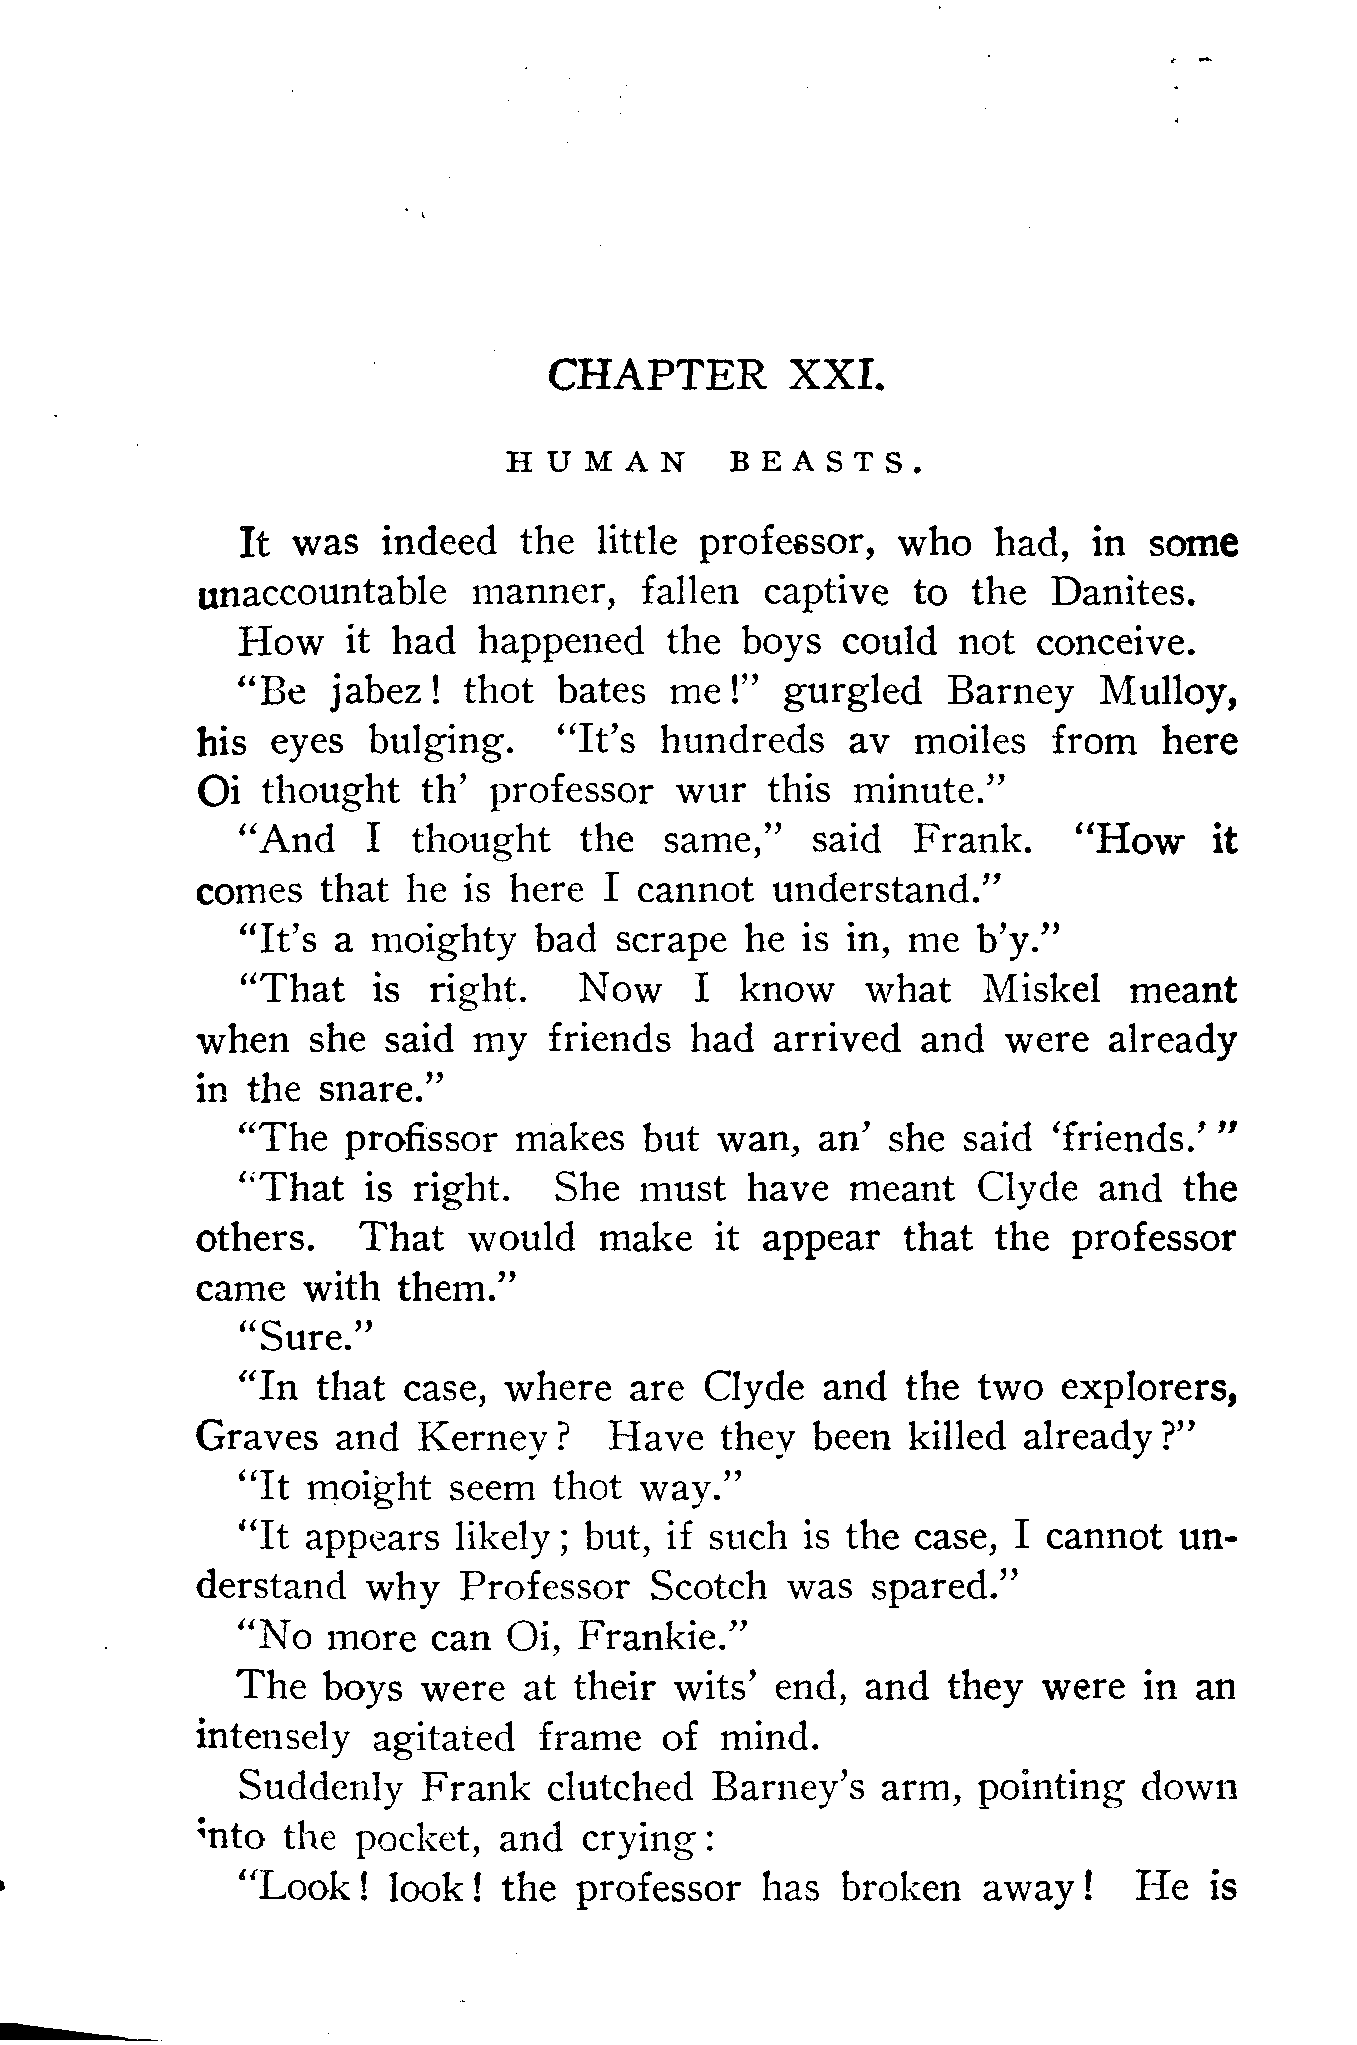 CHAPTER XXI.
HUMAN BEASTS.
It was indeed the little professor, who had, in some
unaccountable manner, fallen captive to the Danites.
How it had happened the boys could not conceive.
“Be jabez! thot bates me!” gurgled Barney Mulloy,
his eyes bulging. “It’s hundreds av moiles from here
Oi thought th’ professor wur this minute.”
“And I thought the same,” said Frank. “How it
comes that he is here I cannot understand.”
“It’s a moighty bad scrape he is in, me b’y.”
“That is right. Now I know what Miskel meant
when she said my friends had arrived and were already
in the snare.”
“The profissor makes but wan, an’ she said ‘friends.’”
“That is right. She must have meant Clyde and the
others. That would make it appear that the professor
came with them.”
“Sure.”
“In that case, where are Clyde and the two explorers,
Graves and Kerney? Have they been killed already?”
“It moight seem thot way.”
“It appears likely; but, if such is the case, I cannot un-
derstand why Professor Scotch was spared.”
“No more can Oi, Frankie.”
The boys were at their wits’ end, and they were in an
intensely agitated frame of mind.
Suddenly Frank clutched Barney’s arm, pointing down
into the pocket, and crying:
“Look! look! the professor has broken away! He is